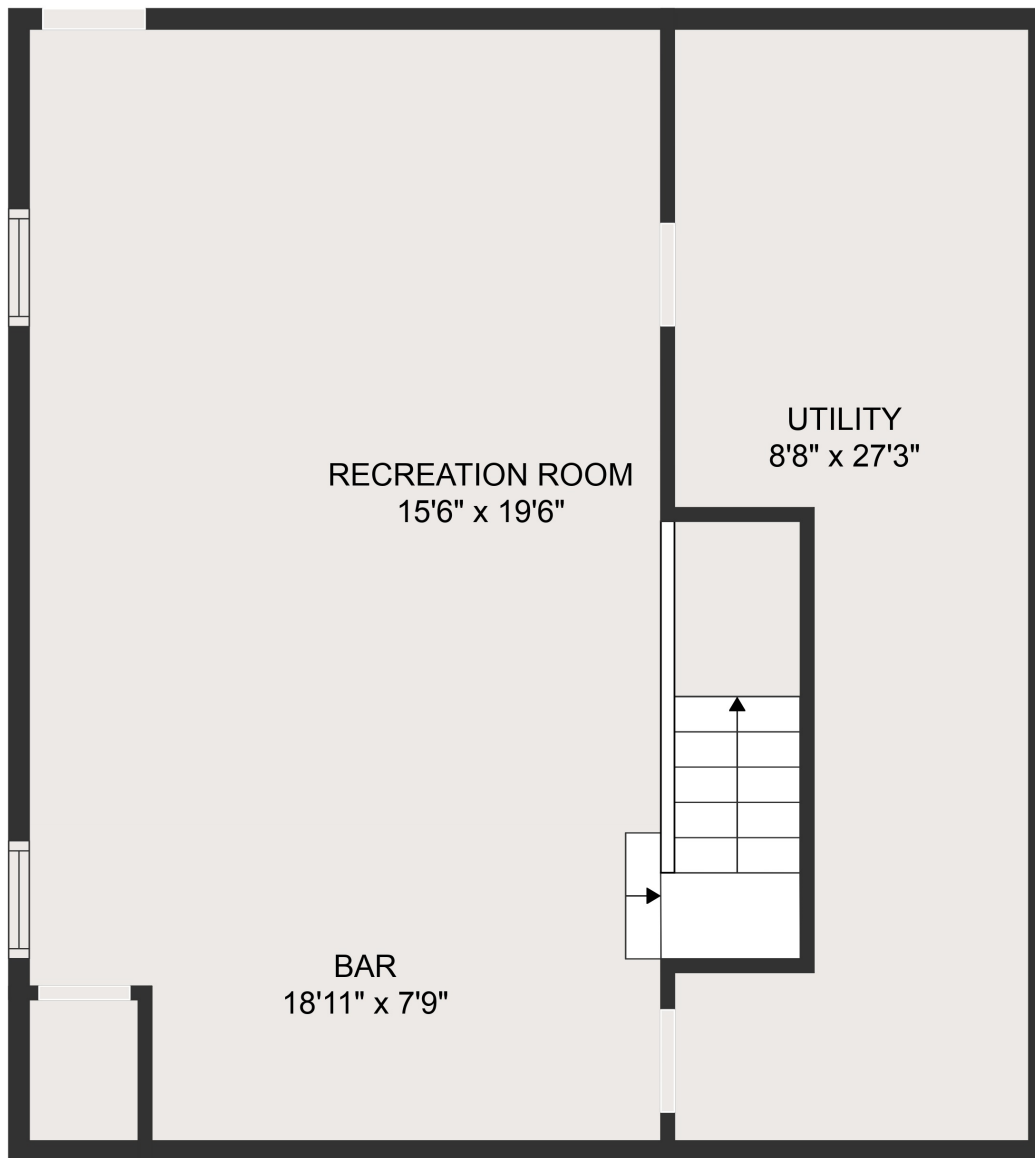 UTILITY
8'8" x 27'3"
RECREATION ROOM
15'6" x 19'6"
BAR
18'11" x 7'9"